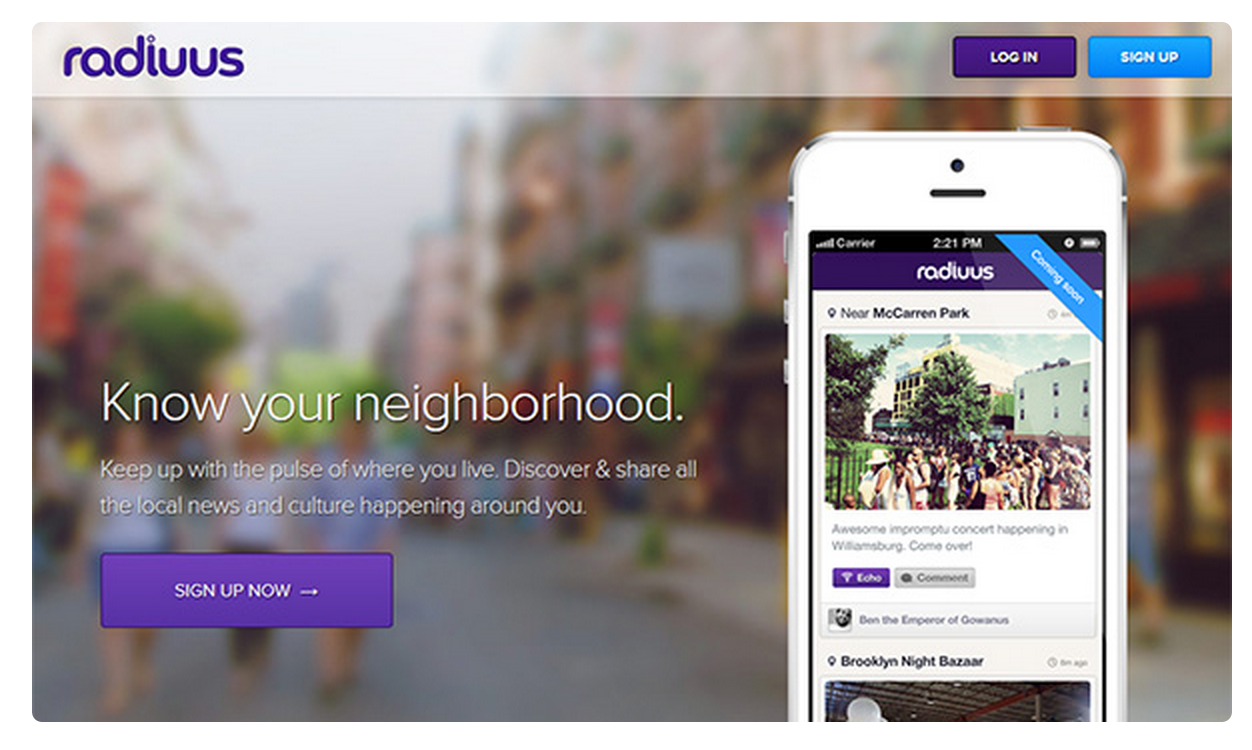 radiuus
LOG IN
SIGN UP
Know your neighborhood.
Keep up with the pulse of where you live. Discover & share all
the local news and culture happening around you.
SIGN UP NOW →
Carrier
2:21 PM
radiuus
Coming soon
Near McCarren Park
Awesome impromptu concert happening in
Williamsburg. Come over!
Echo
Comment
Ben the Emperor of Gowanus
Brooklyn Night Bazaar
6m ago